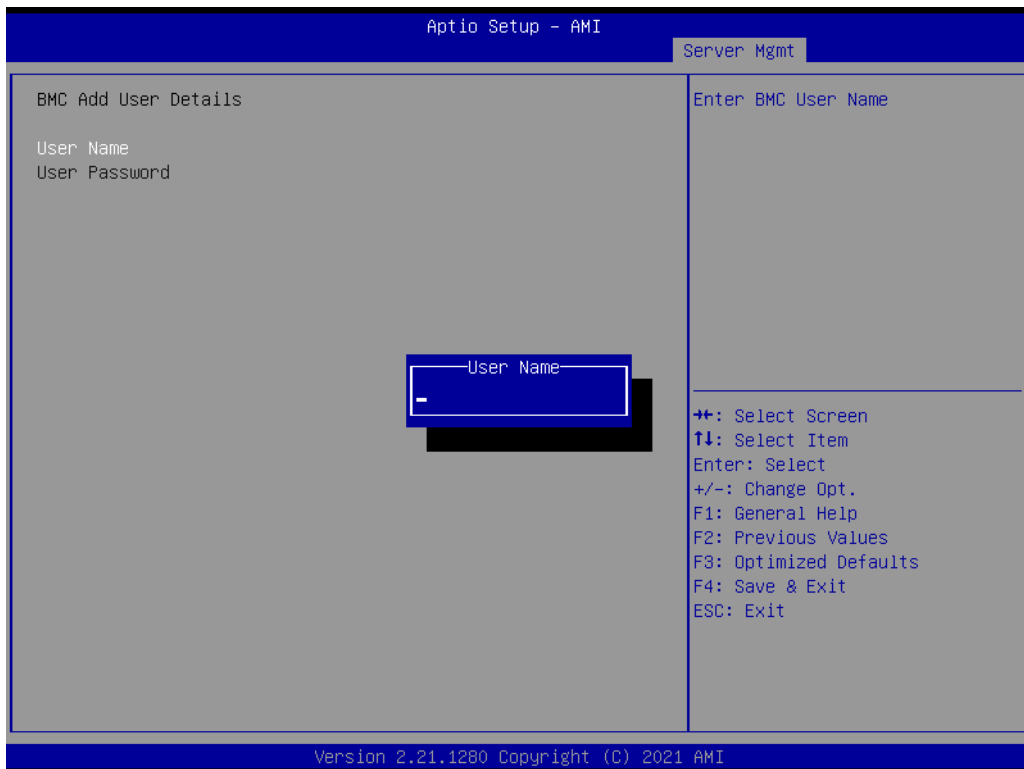 Aptio Setup – AMI
Server Mgmt
BMC Add User Details
User Name
User Password
Enter BMC User Name
User Name
→←: Select Screen
↑↓: Select Item
Enter: Select
+/-: Change Opt.
F1: General Help
F2: Previous Values
F3: Optimized Defaults
F4: Save & Exit
ESC: Exit
Version 2.21.1280 Copyright (C) 2021 AMI